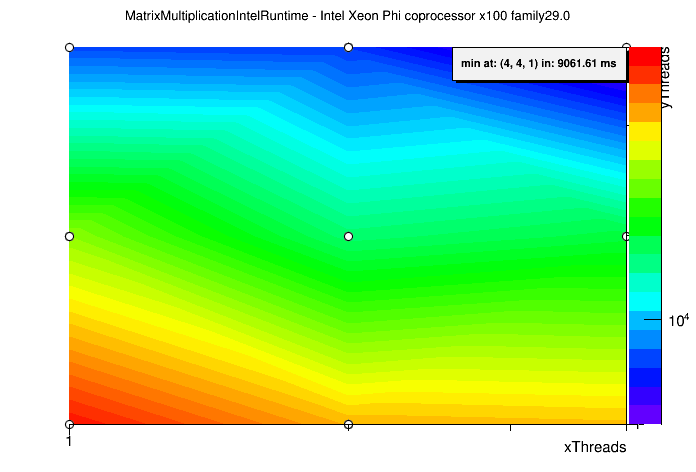 MatrixMultiplicationIntelRuntime - Intel Xeon Phi coprocessor x100 family29.0
min at: (4, 4, 1) in: 9061.61 ms
yThreads
10⁴
1
xThreads